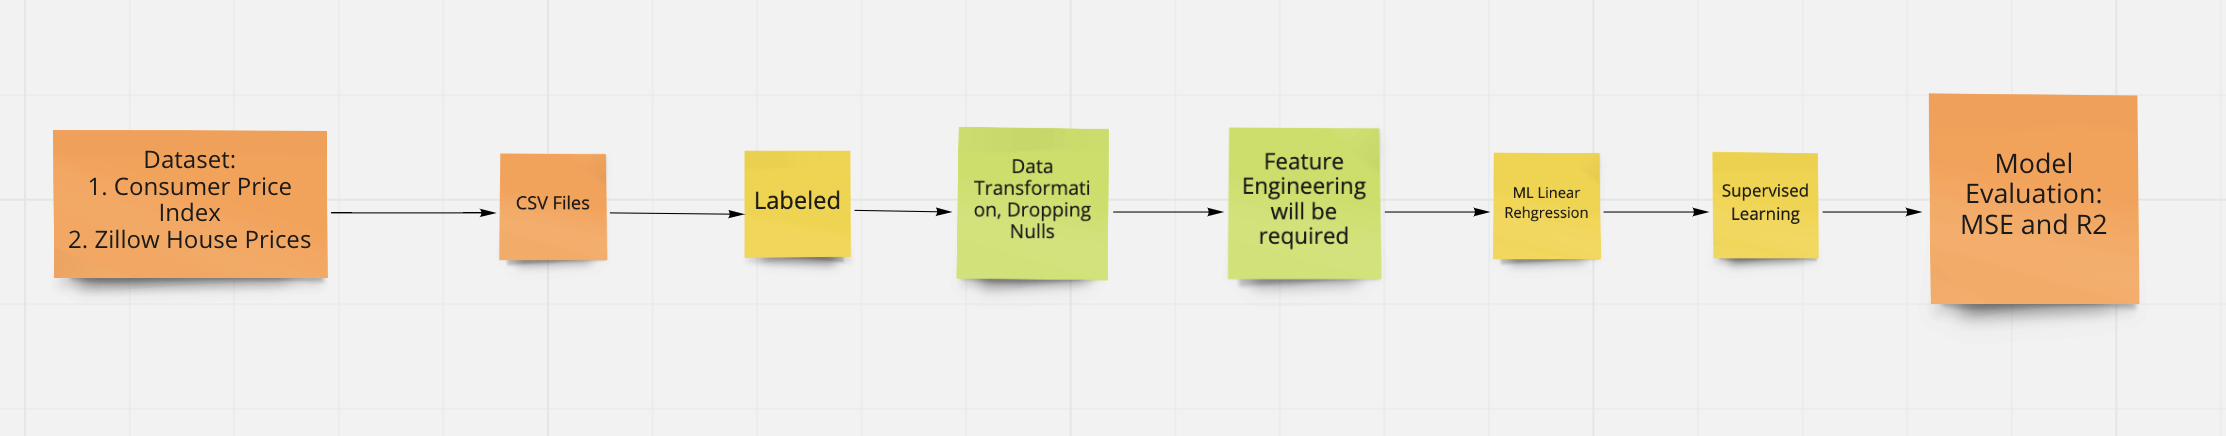 Dataset:
1. Consumer Price
Index
2. Zillow House Prices
CSV Files
Labeled
Data
Transformati
on, Dropping
Nulls
Feature
Engineering
will be
required
ML Linear
Rehgression
Supervised
Learning
Model
Evaluation:
MSE and R2